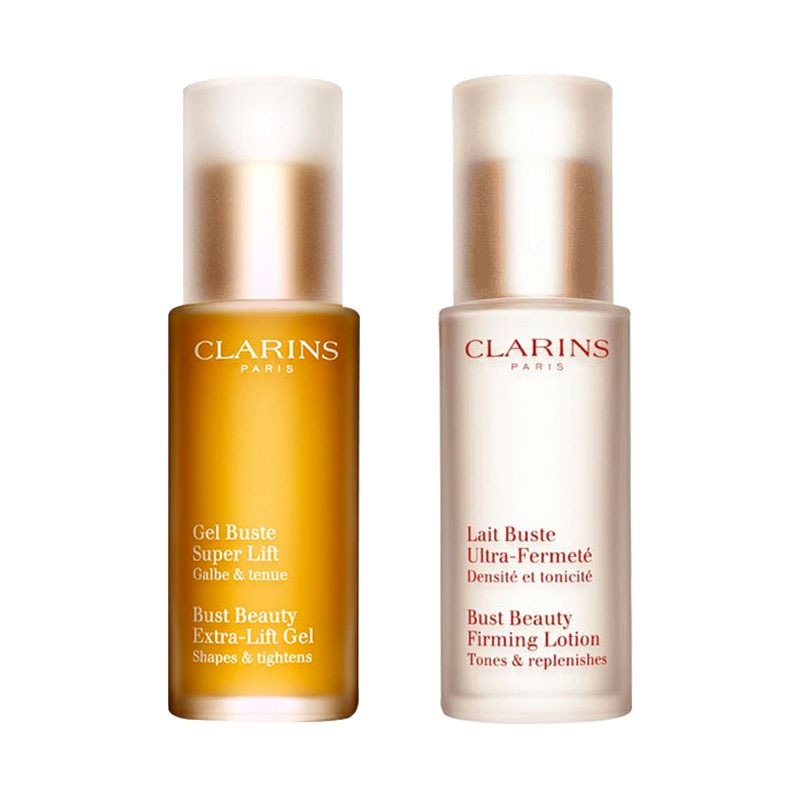 CLARINS
PARIS
Gel Buste
Super Lift
Galbe & tenue
Bust Beauty
Extra-Lift Gel
Shapes & tightens
CLARINS
PARIS
Lait Buste
Ultra-Fermeté
Densité et tonicité
Bust Beauty
Firming Lotion
Tones & replenishes